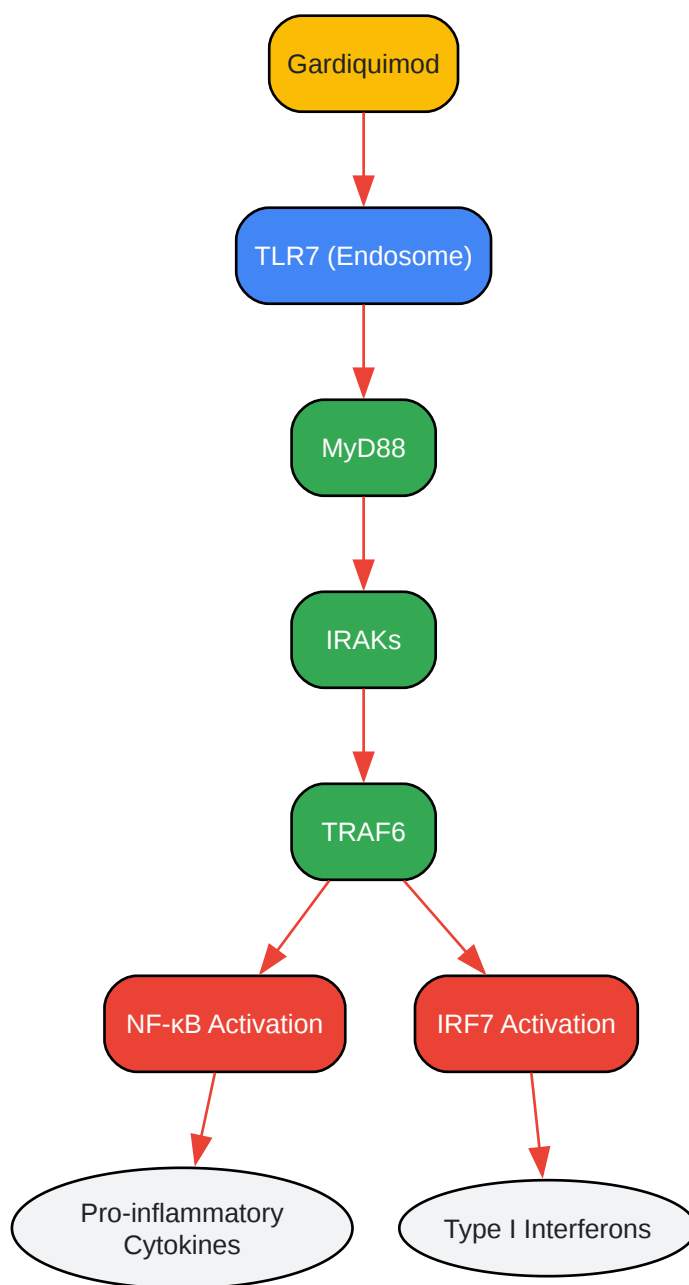 Gardiquimod
TLR7 (Endosome)
MyD88
IRAKs
TRAF6
NF-κB Activation
IRF7 Activation
Pro-inflammatory
Cytokines
Type I Interferons